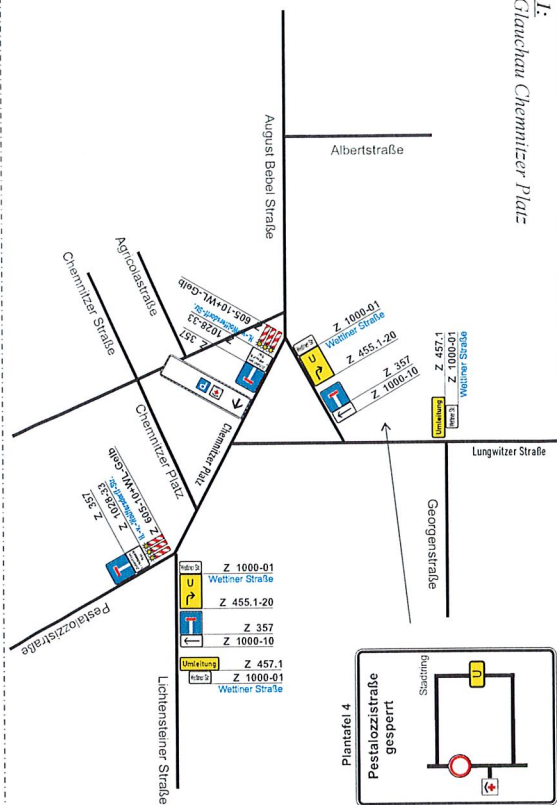 1:
Glauchau Chemnitzer Platz
Albertstraße
August Bebel Straße
Agricolastraße
Chemnitzer Straße
Z 605-10+WL-Gelb
Z 1028-33
Z 357
P
Chemnitzer Platz
Chemnitzer Platz
Z 1000-01
Wettiner Straße
U
Z 455.1-20
Z 357
Z 1000-10
Z 457.1
Z 1000-01
Wettiner Straße
Umleitung
Lungwitzer Straße
Georgenstraße
Z 605-10+WL-Gelb
Z 1028-33
Z 357
Pestalozzistraße
Z 1000-01
Wettiner Straße
U
Z 455.1-20
Z 357
Z 1000-10
Umleitung
Z 457.1
Z 1000-01
Wettiner Straße
Lichtensteiner Straße
Plantafel 4
Pestalozzistraße
gesperrt
Stadtring
U